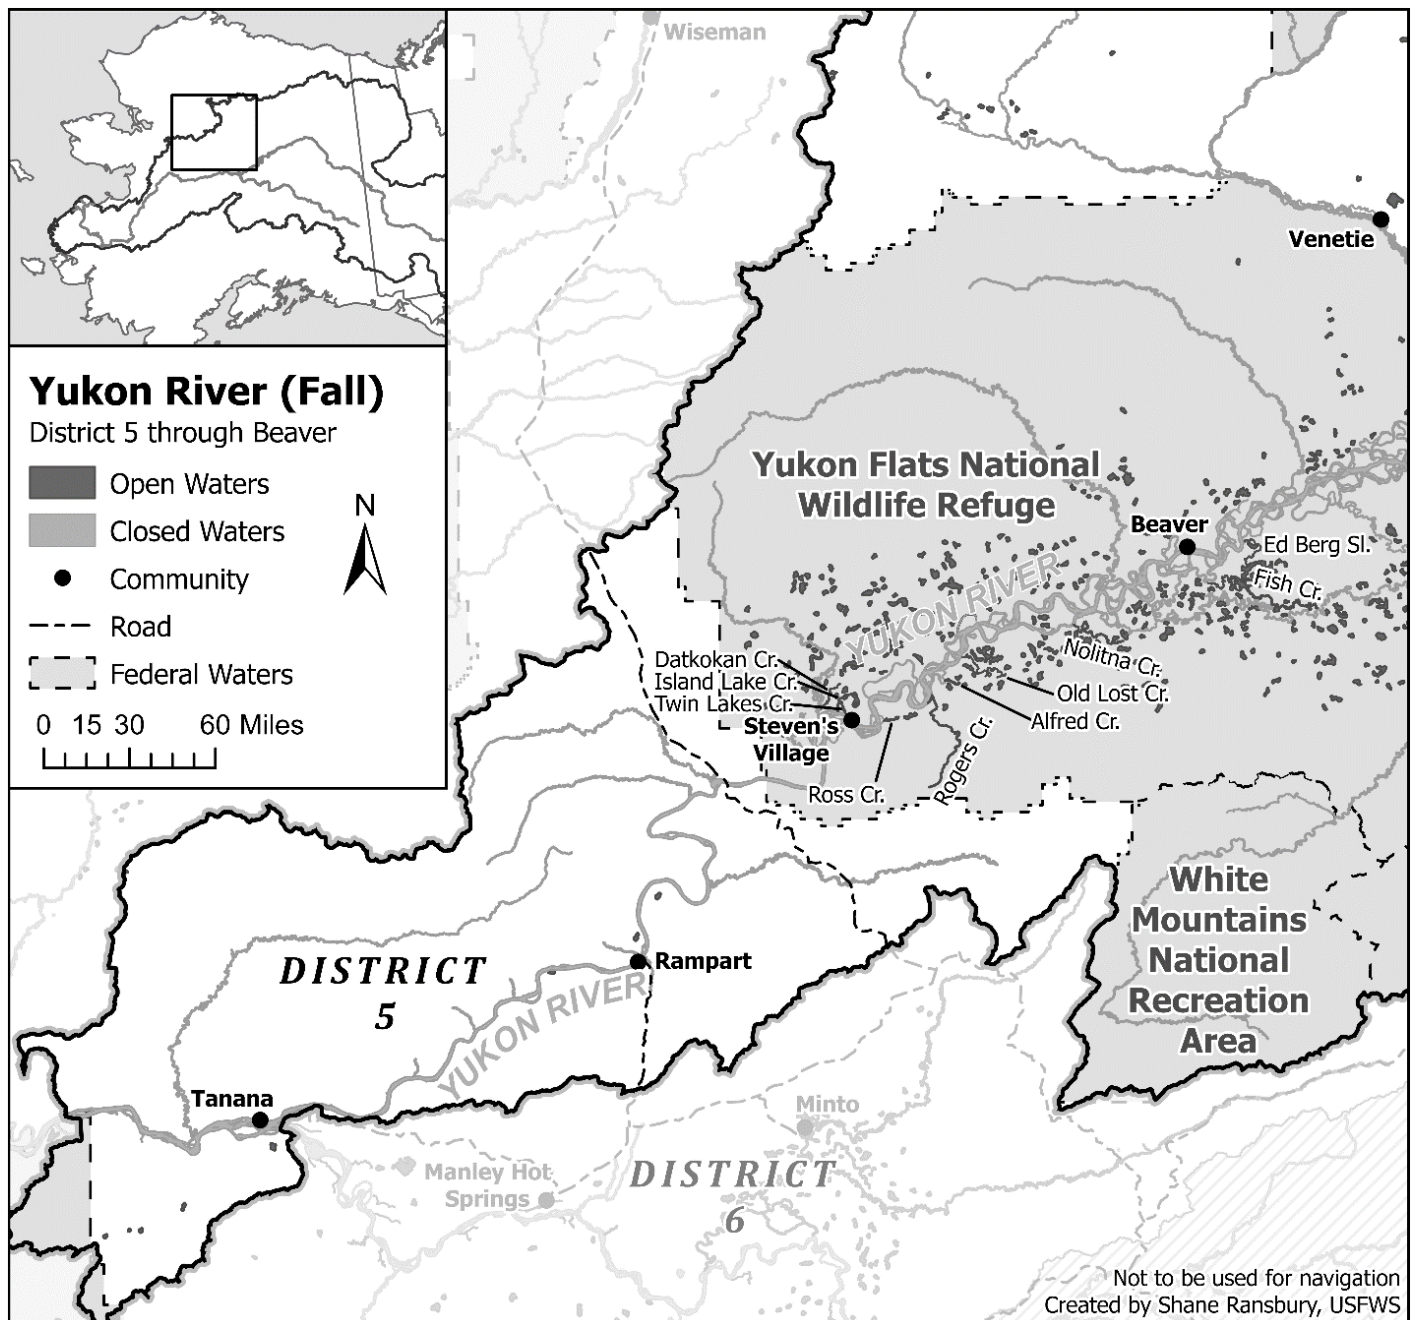 Wiseman
Venetie
Yukon River (Fall)
District 5 through Beaver
Open Waters
Closed Waters
Community
Road
Federal Waters
N
0 15 30 60 Miles
Yukon Flats National
Wildlife Refuge
Beaver
Ed Berg Sl.
Fish Cr.
YUKON RIVER
Nolitna Cr.
Datkokan Cr.
Island Lake Cr.
Twin Lakes Cr.
Old Lost Cr.
Alfred Cr.
Steven's
Village
Ross Cr.
Rogers Cr.
White
Mountains
National
Recreation
Area
DISTRICT
5
Rampart
YUKON RIVER
Tanana
Minto
Manley Hot
Springs
DISTRICT
6
Not to be used for navigation
Created by Shane Ransbury, USFWS